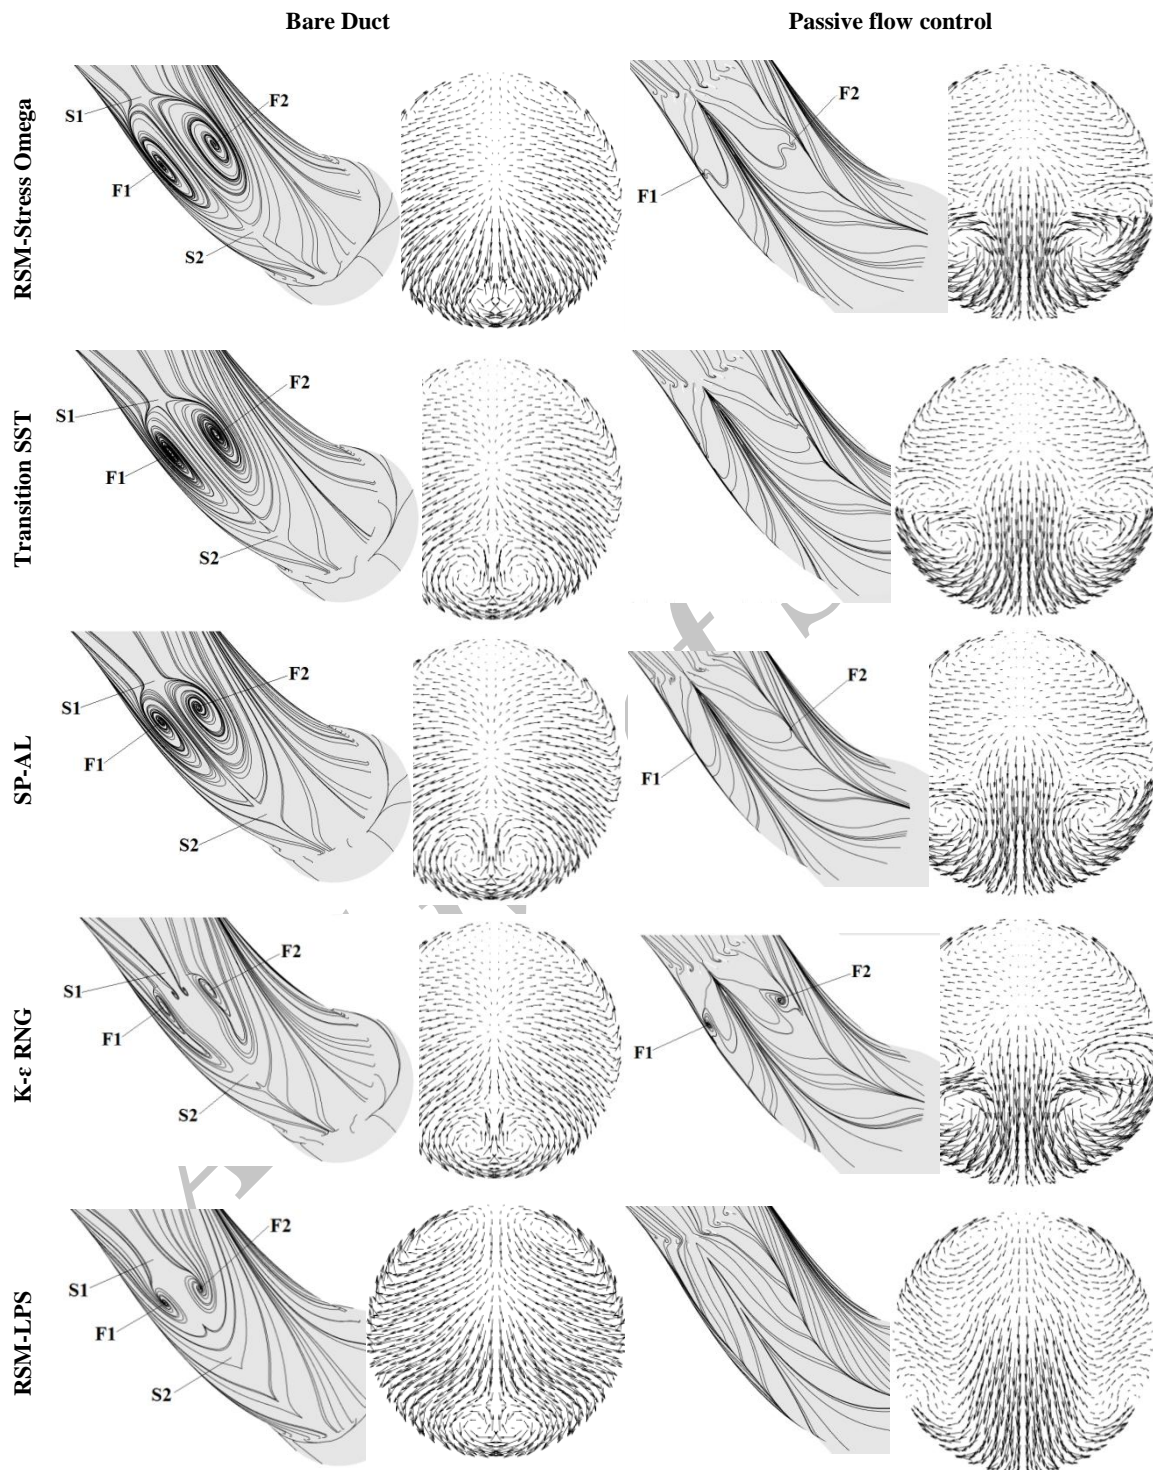 Bare Duct Passive flow control
RSM-Stress Omega
S1 F2 F1 S2
F2 F1
Transition SST
S1 F2 F1 S2
SP-AL
S1 F2 F1 S2
F2 F1
K-ε RNG
S1 F2 F1 S2
F2 F1
RSM-LPS
S1 F2 F1 S2